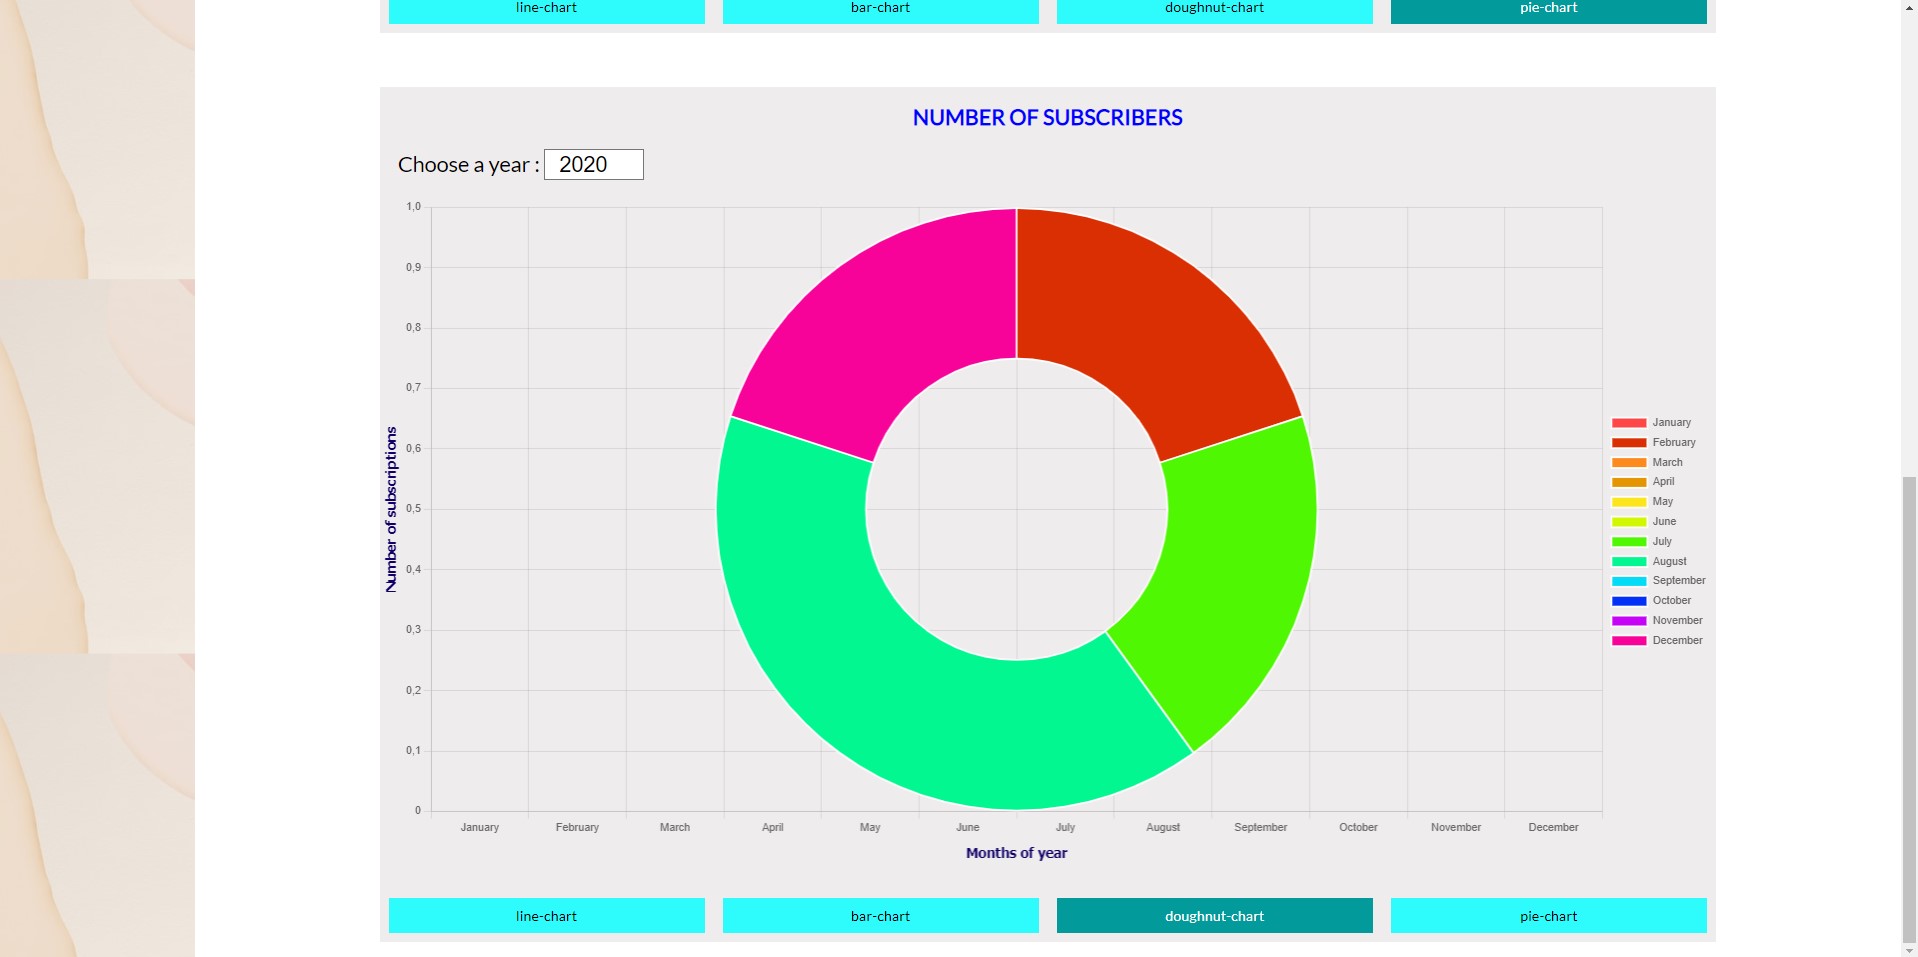 line-chart bar-chart doughnut-chart pie-chart
NUMBER OF SUBSCRIBERS
Choose a year : 2020
1,0
0,9
0,8
0,7
0,6
0,5
0,4
0,3
0,2
0,1
0
Number of subscriptions
January
February
March
April
May
June
July
August
September
October
November
December
January February March April May June July August September October November December
Months of year
line-chart bar-chart doughnut-chart pie-chart